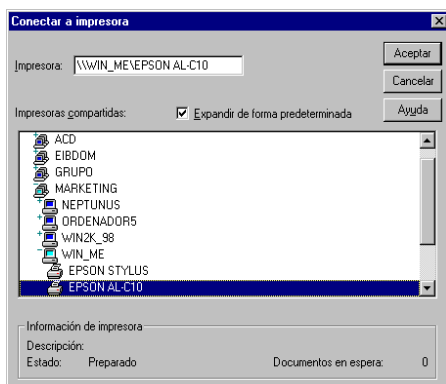 Conectar a impresora
Impresora: \\WIN_ME\EPSON AL-C10
Aceptar
Cancelar
Impresoras compartidas:
Expandir de forma predeterminada
Ayuda
ACD
EIBDOM
GRUPO
MARKETING
NEPTUNUS
ORDENADOR5
WIN2K_98
WIN_ME
EPSON STYLUS
EPSON AL-C10
Información de impresora
Descripción:
Estado: Preparado Documentos en espera: 0